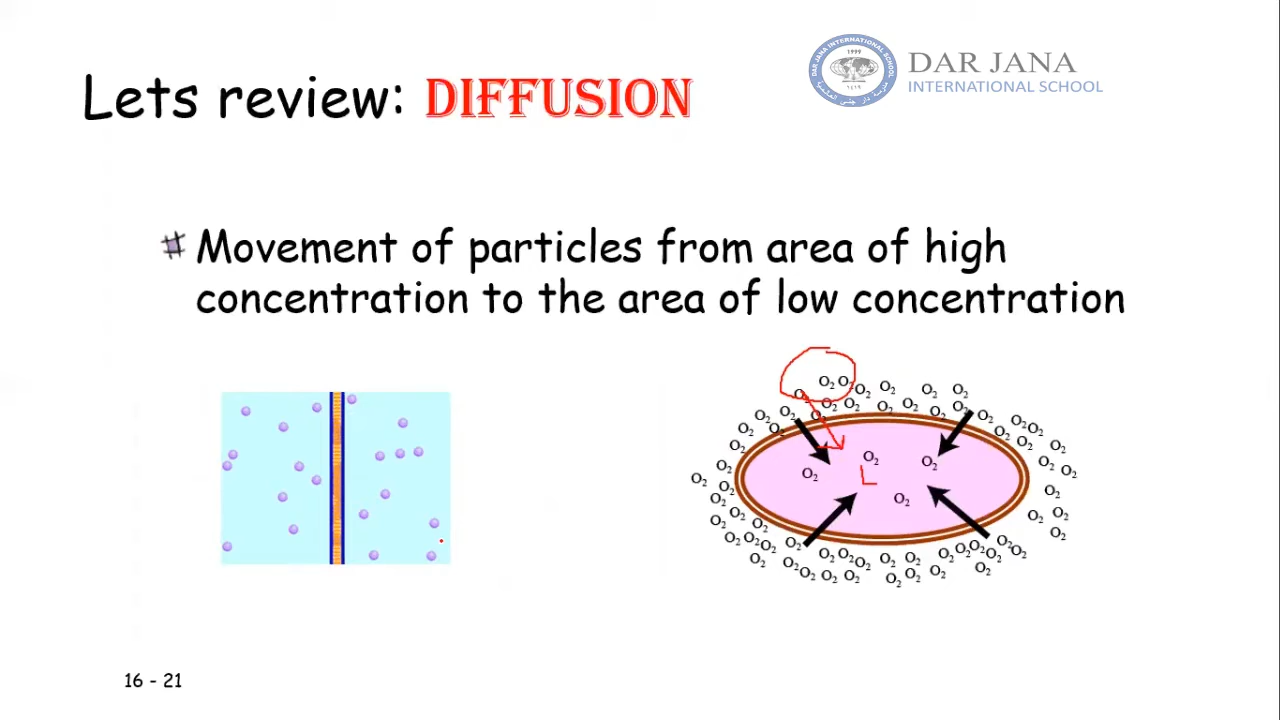 DAR JANA
INTERNATIONAL SCHOOL
1999
Lets review: DIFFUSION
Movement of particles from area of high
concentration to the area of low concentration
O₂
L
16 - 21